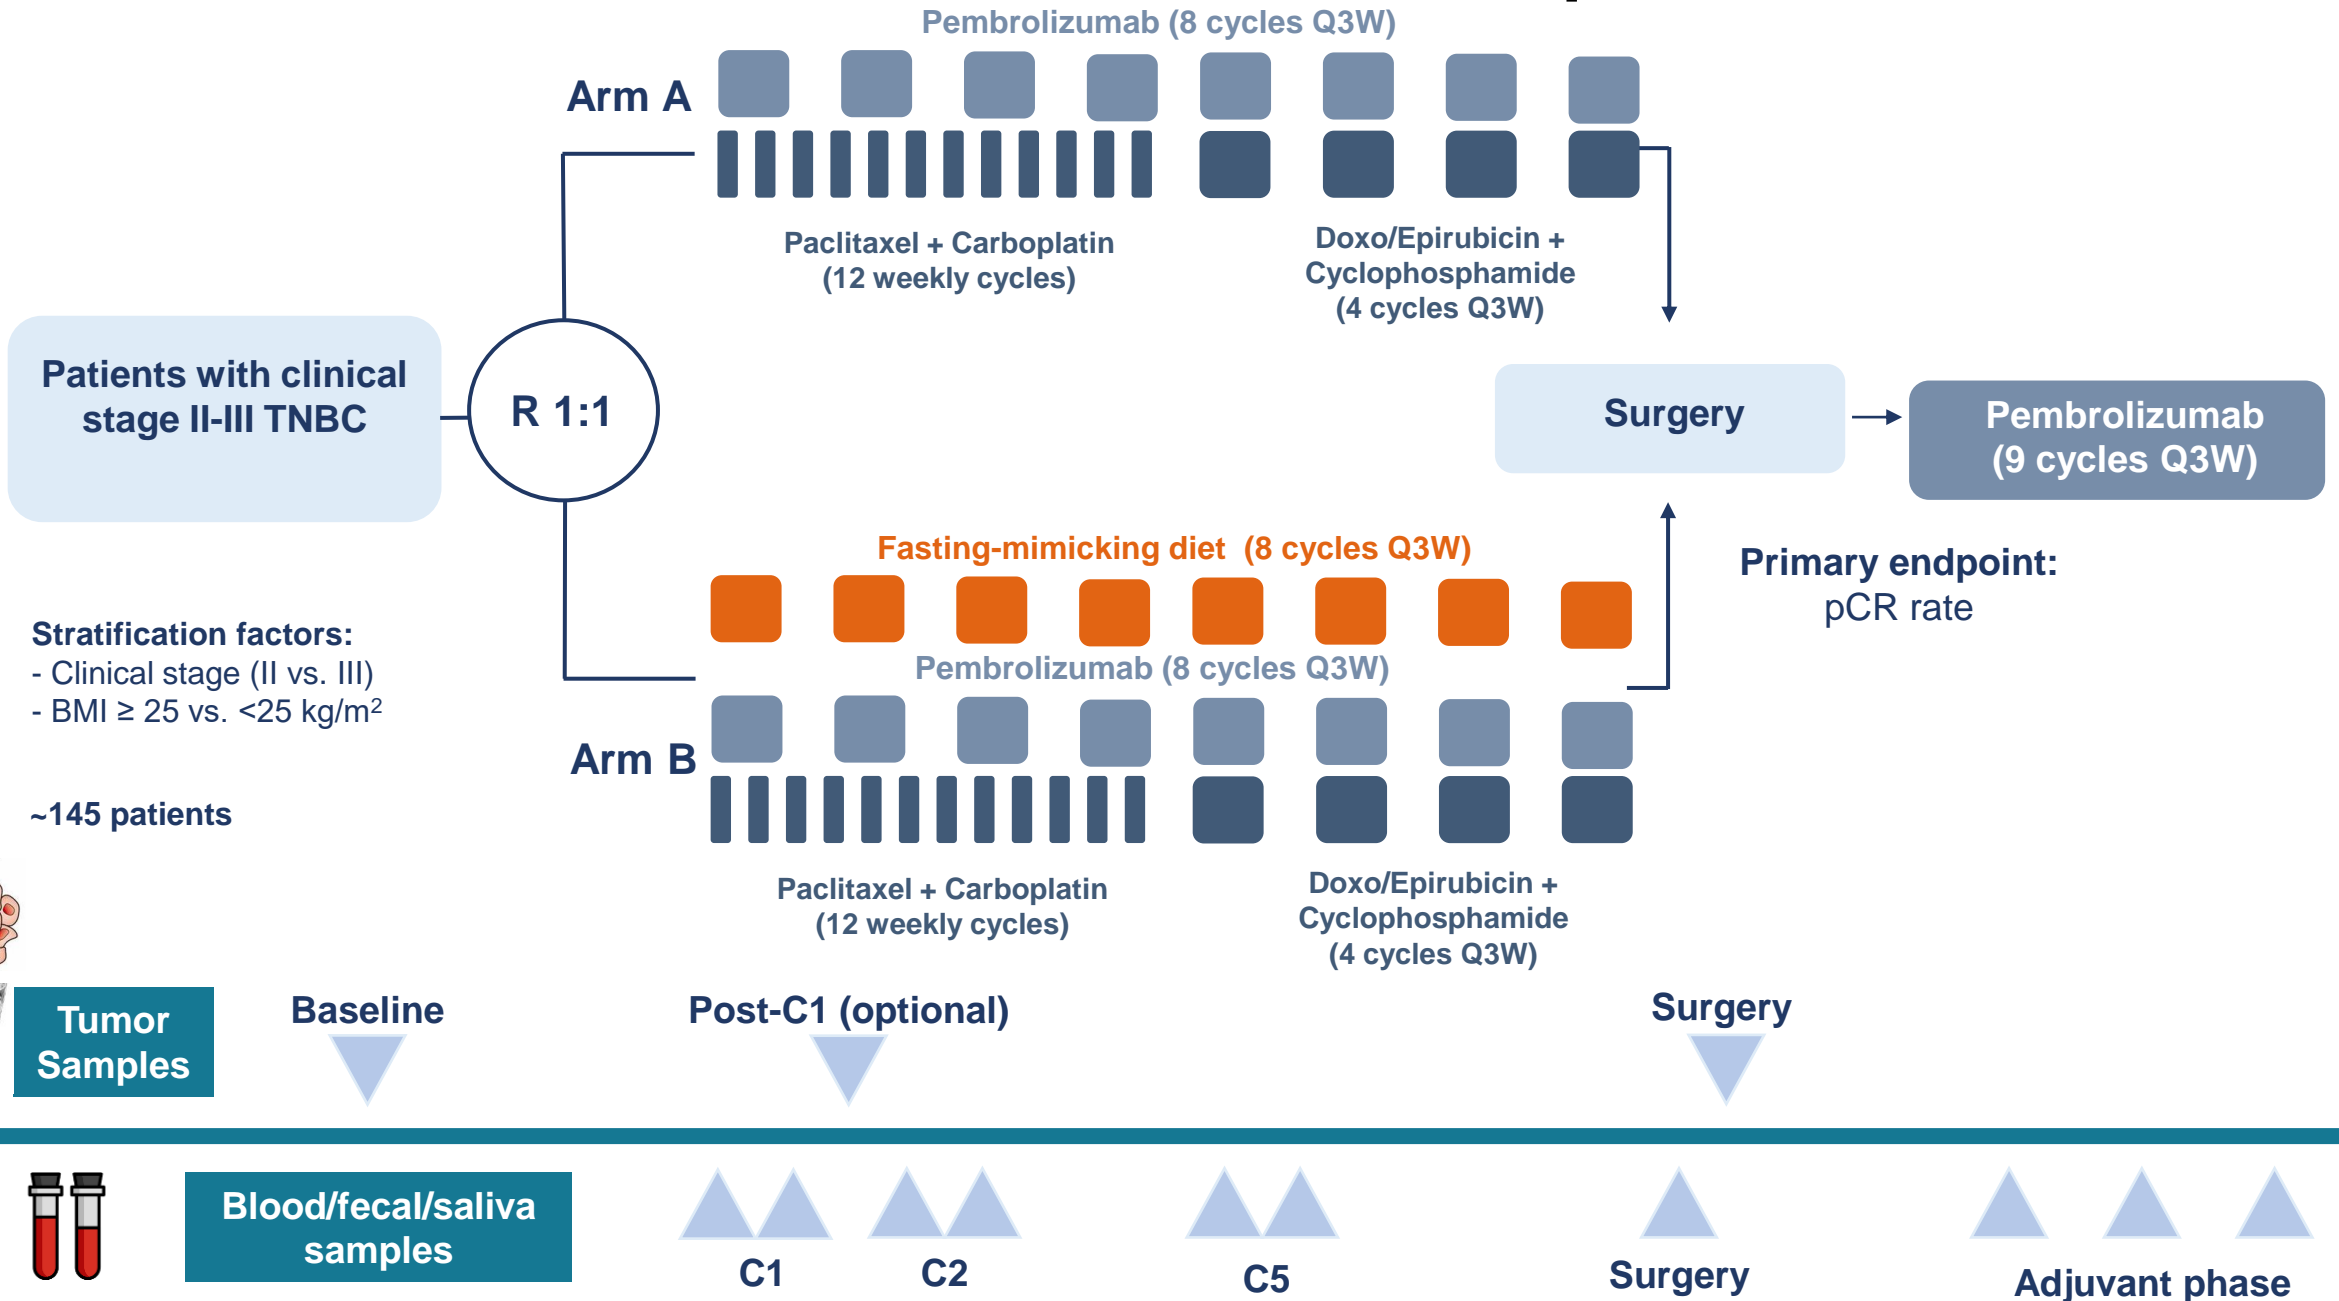 Pembrolizumab (8 cycles Q3W)
Arm A
Paclitaxel + Carboplatin
(12 weekly cycles)
Doxo/Epirubicin +
Cyclophosphamide
(4 cycles Q3W)
Patients with clinical
stage II-III TNBC
R 1:1
Surgery
Pembrolizumab
(9 cycles Q3W)
Primary endpoint:
pCR rate
Stratification factors:
- Clinical stage (II vs. III)
- BMI ≥ 25 vs. <25 kg/m²
~145 patients
Fasting-mimicking diet (8 cycles Q3W)
Pembrolizumab (8 cycles Q3W)
Arm B
Paclitaxel + Carboplatin
(12 weekly cycles)
Doxo/Epirubicin +
Cyclophosphamide
(4 cycles Q3W)
Tumor
Samples
Baseline
Post-C1 (optional)
Surgery
Blood/fecal/saliva
samples
C1
C2
C5
Surgery
Adjuvant phase